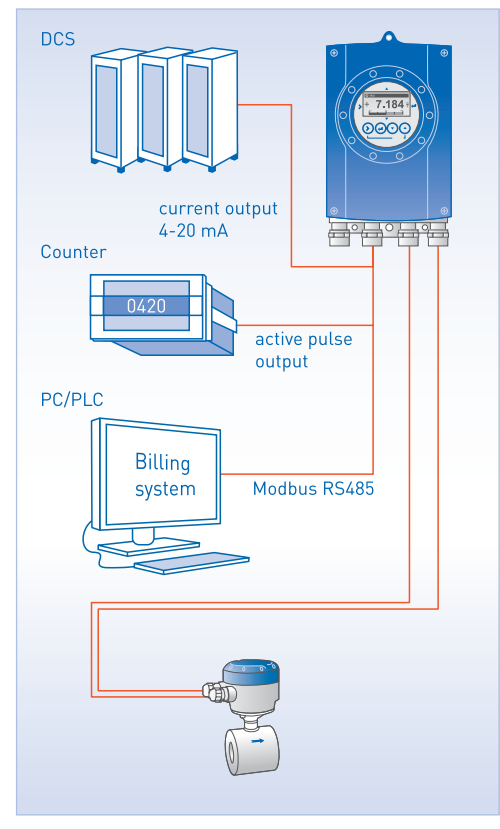 DCS
7.184
current output
4-20 mA
Counter
0420
active pulse
output
PC/PLC
Billing
system
Modbus RS485